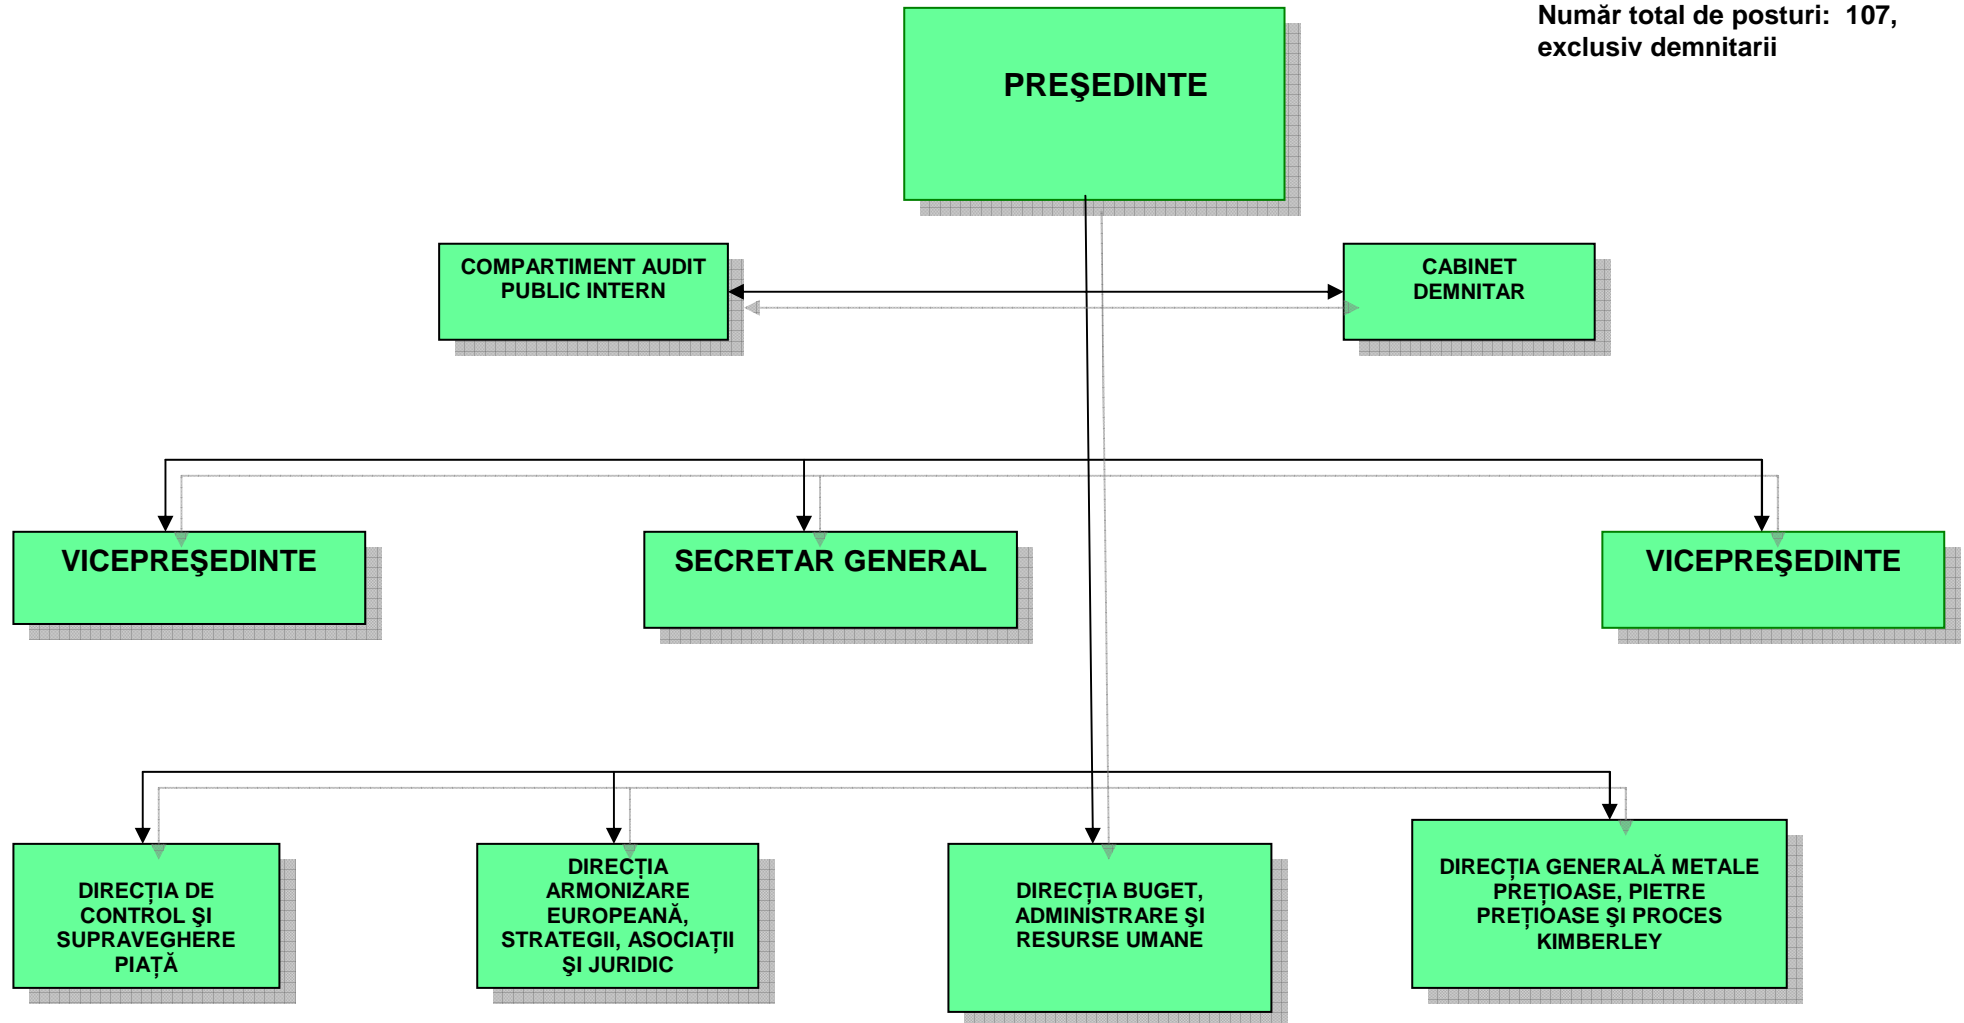 Număr total de posturi: 107,
exclusiv demnitarii
PREŞEDINTE
COMPARTIMENT AUDIT
PUBLIC INTERN
CABINET
DEMNITAR
VICEPREŞEDINTE
SECRETAR GENERAL
VICEPREŞEDINTE
DIRECȚIA DE
CONTROL ŞI
SUPRAVEGHERE
PIAȚĂ
DIRECȚIA
ARMONIZARE
EUROPEANĂ,
STRATEGII, ASOCIAȚII
ŞI JURIDIC
DIRECȚIA BUGET,
ADMINISTRARE ŞI
RESURSE UMANE
DIRECȚIA GENERALĂ METALE
PREȚIOASE, PIETRE
PREȚIOASE ŞI PROCES
KIMBERLEY